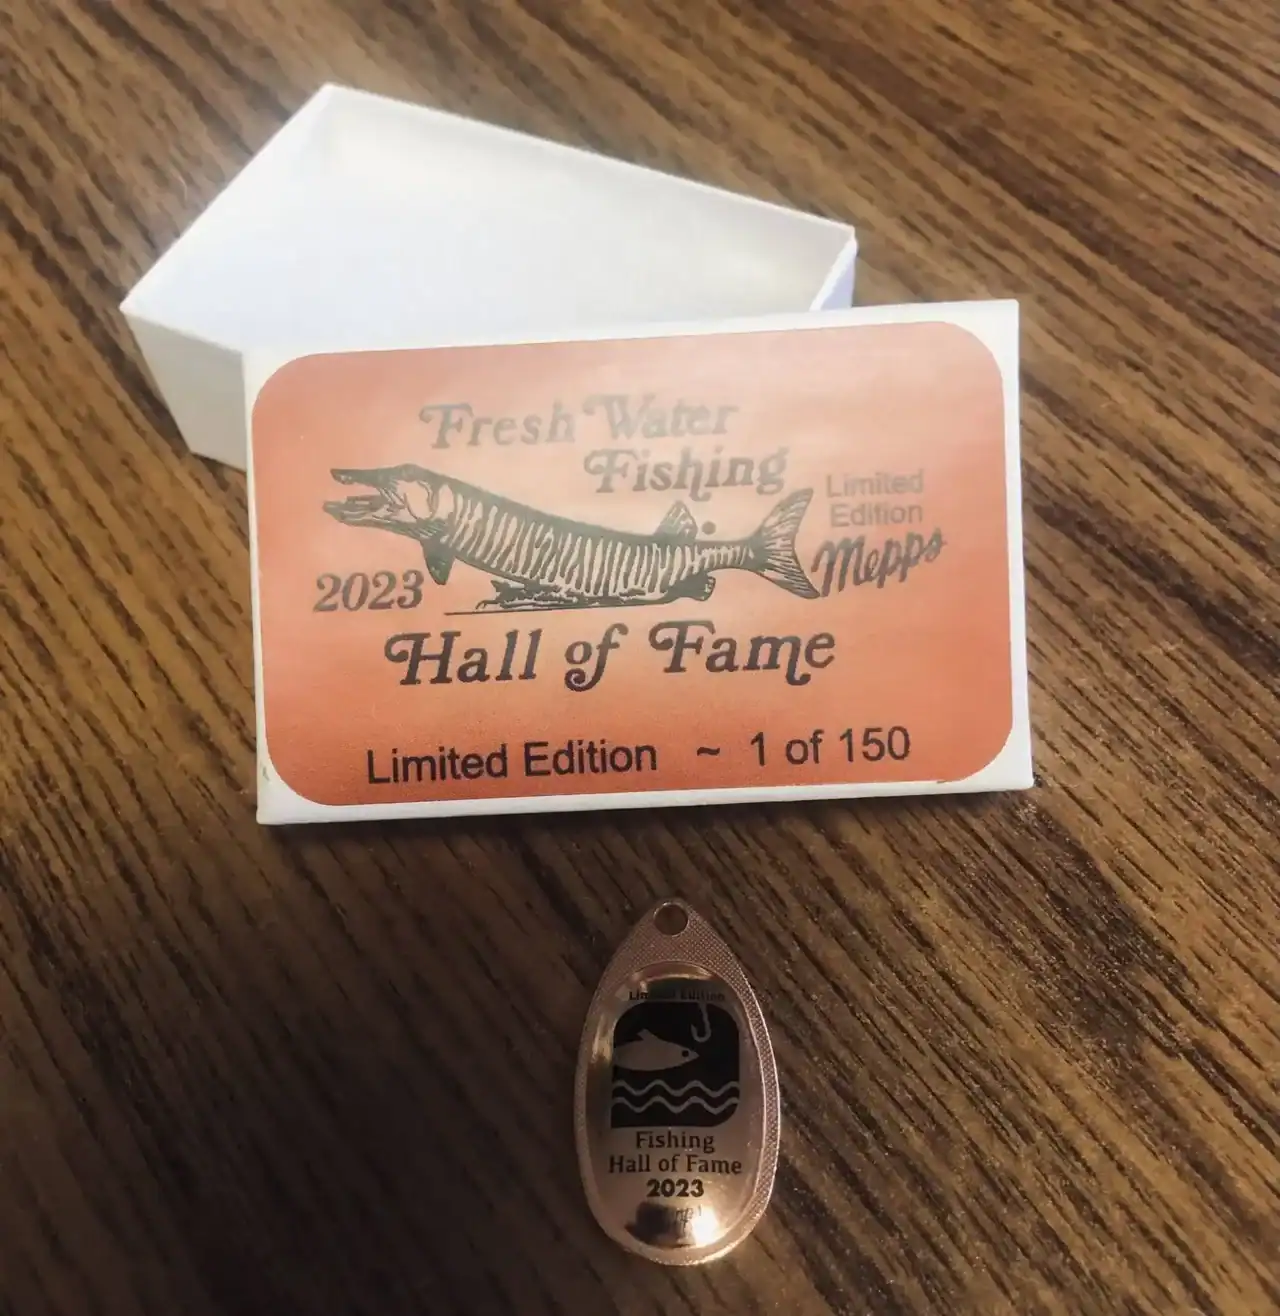 Fresh Water
Fishing
Limited
Edition
Mepps
2023
Hall of Fame
Limited Edition ~ 1 of 150
Limited Edition
Fishing
Hall of Fame
2023